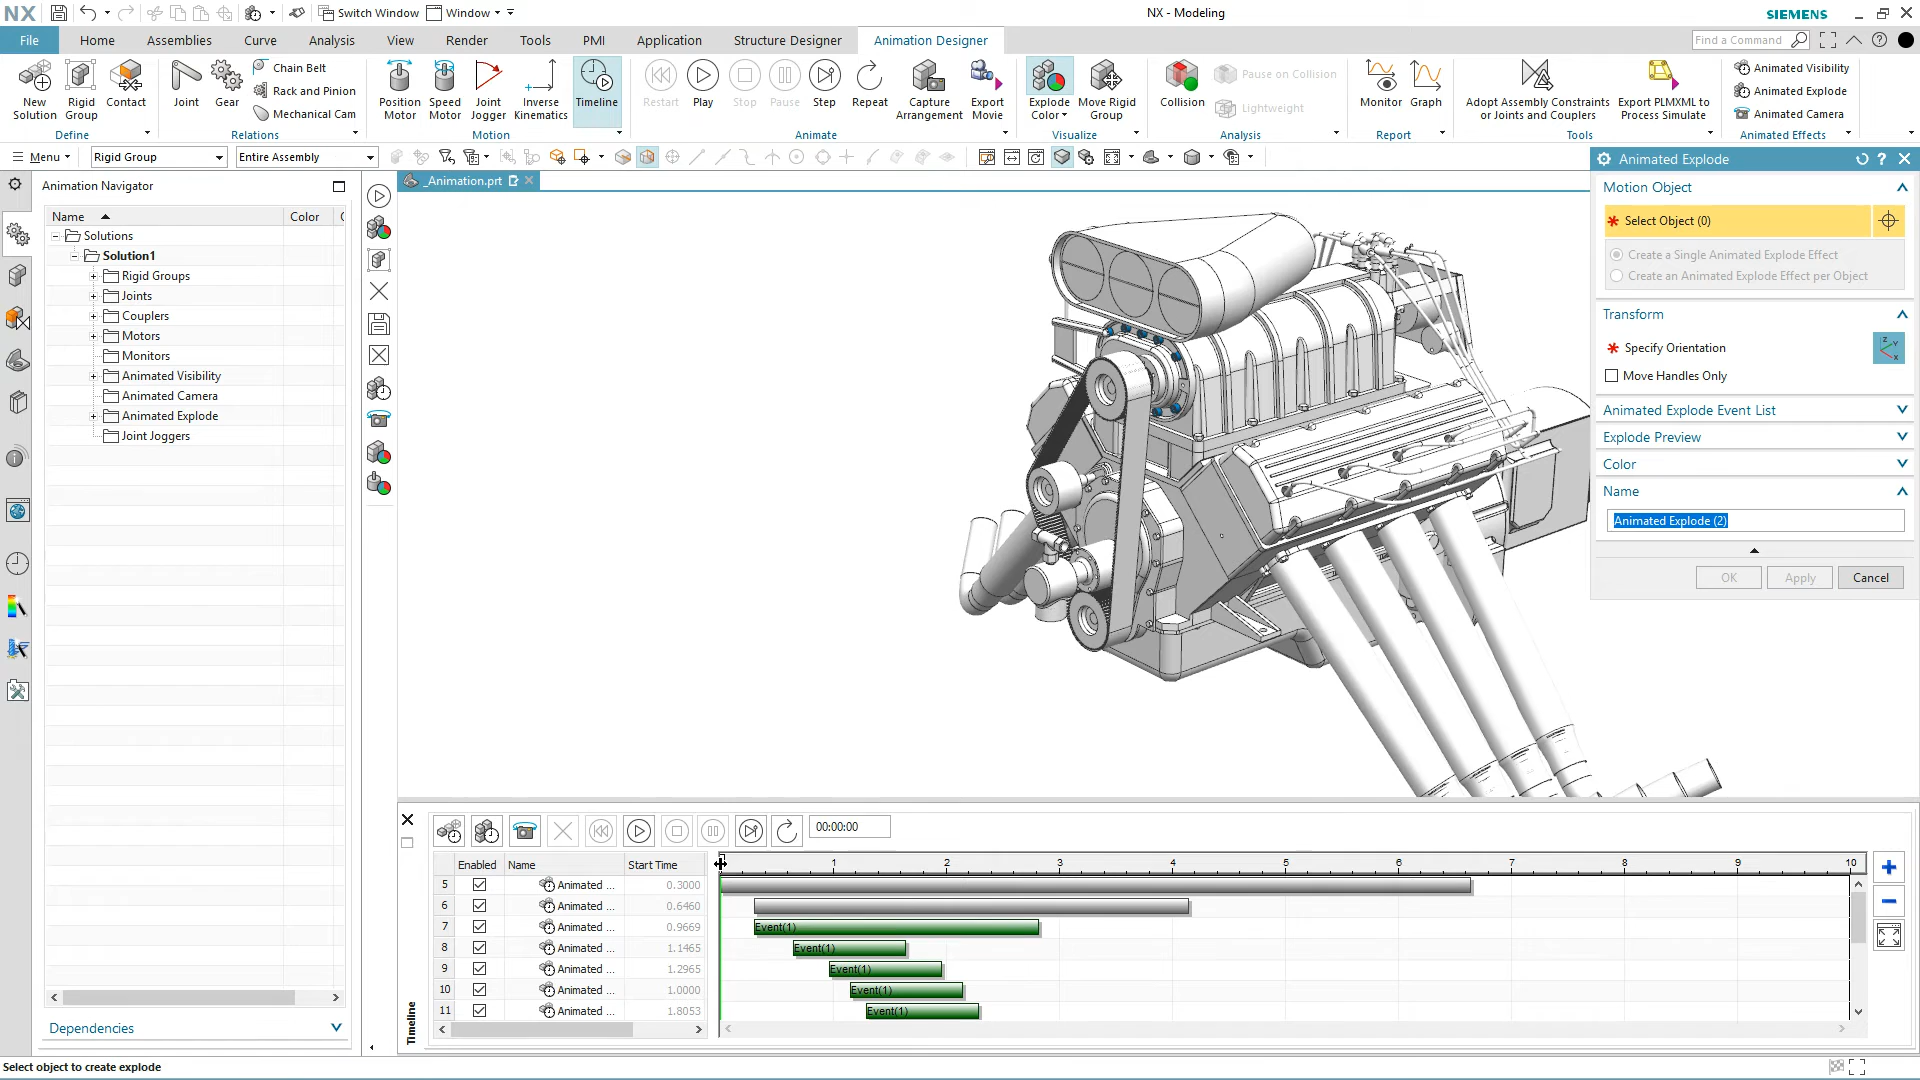 NX
Switch Window
Window
NX - Modeling
SIEMENS
File
Home
Assemblies
Curve
Analysis
View
Render
Tools
PMI
Application
Structure Designer
Animation Designer
Find a Command
New Solution
Rigid Group
Contact
Define
Joint
Gear
Chain Belt
Rack and Pinion
Mechanical Cam
Relations
Position Motor
Speed Motor
Joint Jogger
Inverse Kinematics
Timeline
Motion
Restart
Play
Stop
Pause
Step
Repeat
Capture Arrangement
Export Movie
Animate
Explode Color
Move Rigid Group
Visualize
Collision
Pause on Collision
Lightweight
Analysis
Monitor
Graph
Report
Adopt Assembly Constraints or Joints and Couplers
Export PLMXML to Process Simulate
Tools
Animated Visibility
Animated Explode
Animated Camera
Animated Effects
Menu
Rigid Group
Entire Assembly
Animation Navigator
_Animation.prt
Name
Color
Solutions
Solution1
Rigid Groups
Joints
Couplers
Motors
Monitors
Animated Visibility
Animated Camera
Animated Explode
Joint Joggers
Dependencies
Animated Explode
Motion Object
Select Object (0)
Create a Single Animated Explode Effect
Create an Animated Explode Effect per Object
Transform
Specify Orientation
Z
Y
X
Move Handles Only
Animated Explode Event List
Explode Preview
Color
Name
Animated Explode (2)
OK
Apply
Cancel
00:00:00
Timeline
Enabled Name Start Time
1 2 3 4 5 6 7 8 9 10
5 Animated ... 0.3000
6 Animated ... 0.6460
7 Animated ... 0.9669 Event(1)
8 Animated ... 1.1465 Event(1)
9 Animated ... 1.2965 Event(1)
10 Animated ... 1.0000 Event(1)
11 Animated ... 1.8053 Event(1)
Select object to create explode